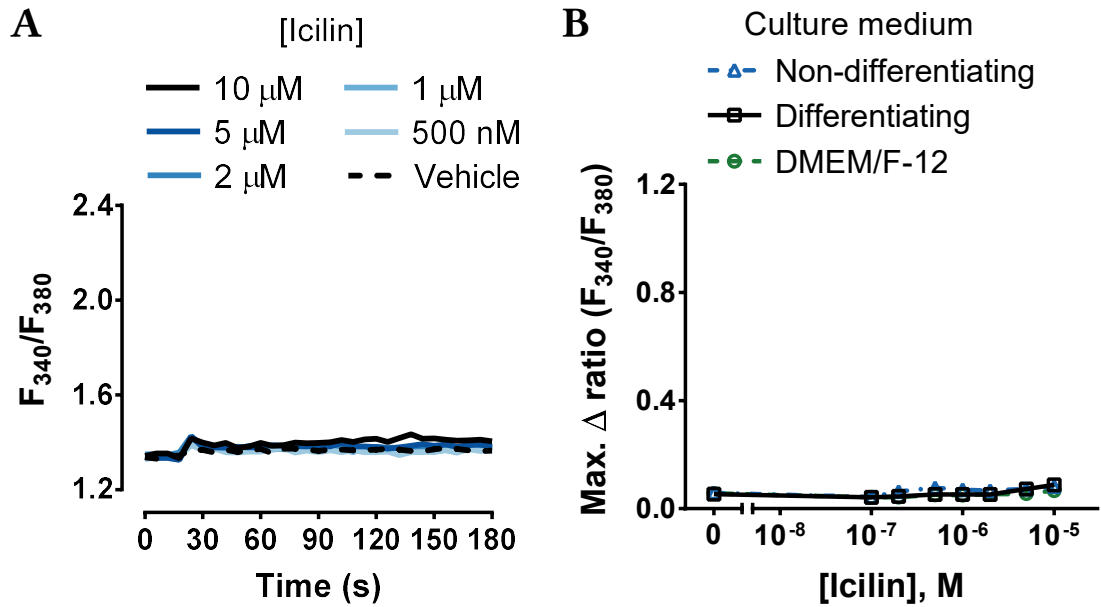 A
[Icilin]
10 μM
1 μM
5 μM
500 nM
2 μM
Vehicle
F340/F380
2.4
2.0
1.6
1.2
0 30 60 90 120 150 180
Time (s)
B
Culture medium
Non-differentiating
Differentiating
DMEM/F-12
Max. Δ ratio (F340/F380)
1.2
0.8
0.4
0.0
0 10-8 10-7 10-6 10-5
[Icilin], M